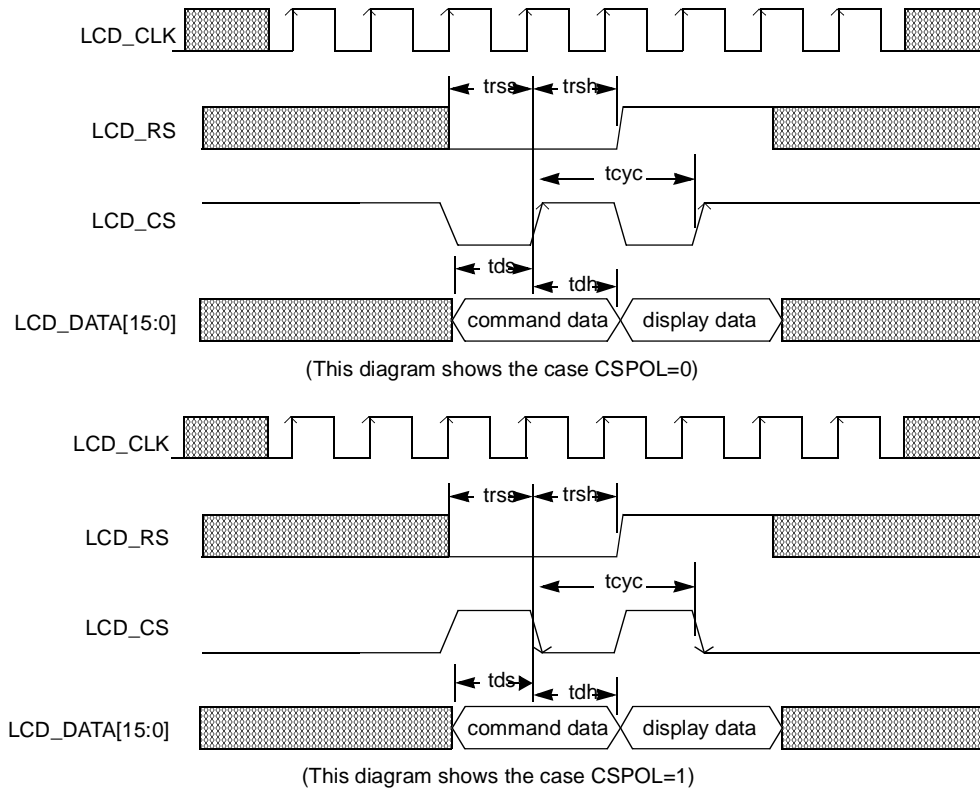 LCD_CLK
trss trsh
LCD_RS
tcyc
LCD_CS
tds
tdh
LCD_DATA[15:0] command data display data
(This diagram shows the case CSPOL=0)
LCD_CLK
trss trsh
LCD_RS
tcyc
LCD_CS
tds tdh
LCD_DATA[15:0] command data display data
(This diagram shows the case CSPOL=1)